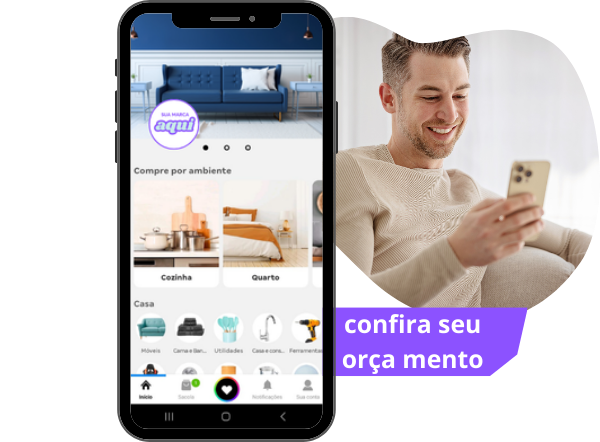 SUA MARCA
aqui
Compre por ambiente
Cozinha
Quarto
Casa
Móveis
Cama e Ban...
Utilidades
Casa e cons...
Ferramentas
Início
Sacola
Notificações
Sua conta
confira seu
orça mento